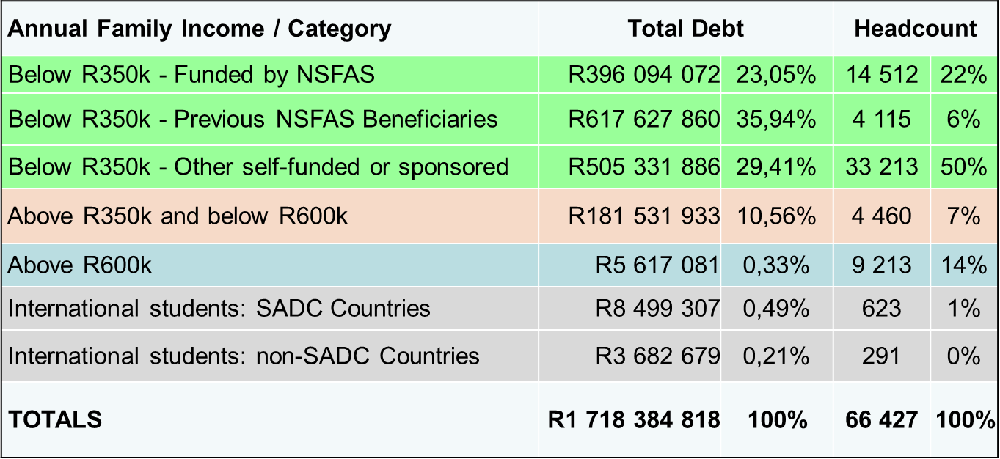 Annual Family Income / Category Total Debt Headcount
Below R350k - Funded by NSFAS R396 094 072 23,05% 14 512 22%
Below R350k - Previous NSFAS Beneficiaries R617 627 860 35,94% 4 115 6%
Below R350k - Other self-funded or sponsored R505 331 886 29,41% 33 213 50%
Above R350k and below R600k R181 531 933 10,56% 4 460 7%
Above R600k R5 617 081 0,33% 9 213 14%
International students: SADC Countries R8 499 307 0,49% 623 1%
International students: non-SADC Countries R3 682 679 0,21% 291 0%
TOTALS R1 718 384 818 100% 66 427 100%